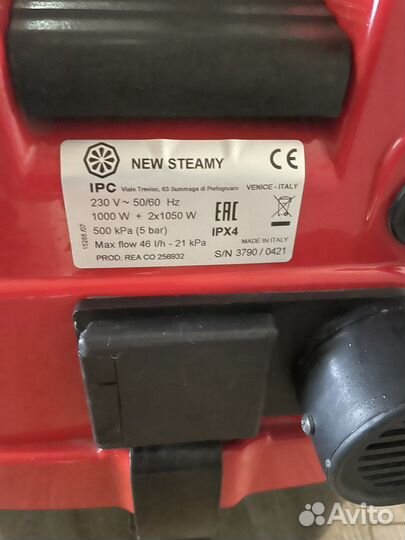 NEW STEAMY
CE
IPC Viale Treviso, 63 Summaga di Portogruaro VENICE - ITALY
230 V ~ 50/60 Hz
1000 W + 2x1050 W
500 kPa (5 bar)
Max flow 46 l/h - 21 kPa
PROD. REA CO 256932
EAC
IPX4
MADE IN ITALY
S/N 3790 / 0421
15288 /07
Avito